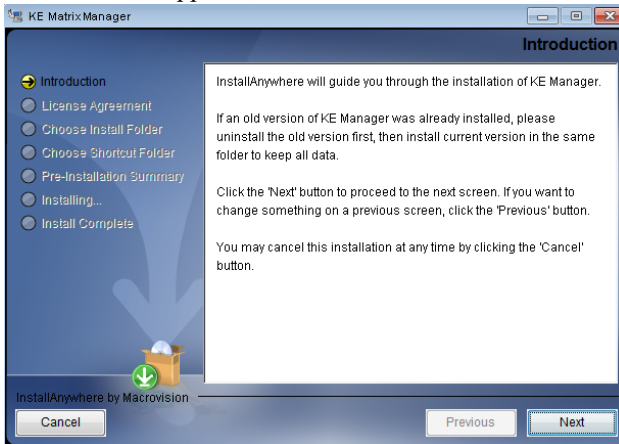 KE MatrixManager
Introduction
Introduction
License Agreement
Choose Install Folder
Choose Shortcut Folder
Pre-Installation Summary
Installing...
Install Complete
InstallAnywhere will guide you through the installation of KE Manager.
If an old version of KE Manager was already installed, please
uninstall the old version first, then install current version in the same
folder to keep all data.
Click the 'Next' button to proceed to the next screen. If you want to
change something on a previous screen, click the 'Previous' button.
You may cancel this installation at any time by clicking the 'Cancel'
button.
InstallAnywhere by Macrovision
Cancel
Previous
Next